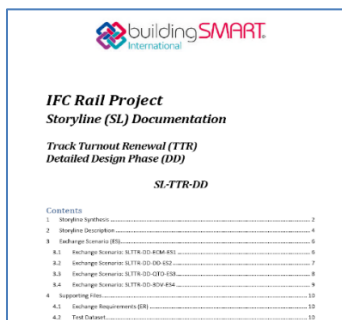 buildingSMART
International
IFC Rail Project
Storyline (SL) Documentation
Track Turnout Renewal (TTR)
Detailed Design Phase (DD)
SL-TTR-DD
Contents
1 Storyline Synthesis 2
2 Storyline Description 4
3 Exchange Scenario (ES) 6
3.1 Exchange Scenario: SLTTR-DD-EOM-ES1 6
3.2 Exchange Scenario: SLTTR-DD-DD-ES2 7
3.3 Exchange Scenario: SLTTR-DD-QTO-ES3 8
3.4 Exchange Scenario: SLTTR-DD-4DV-ES4 9
4 Supporting Files 10
4.1 Exchange Requirements (ER) 10
4.2 Test Dataset 10